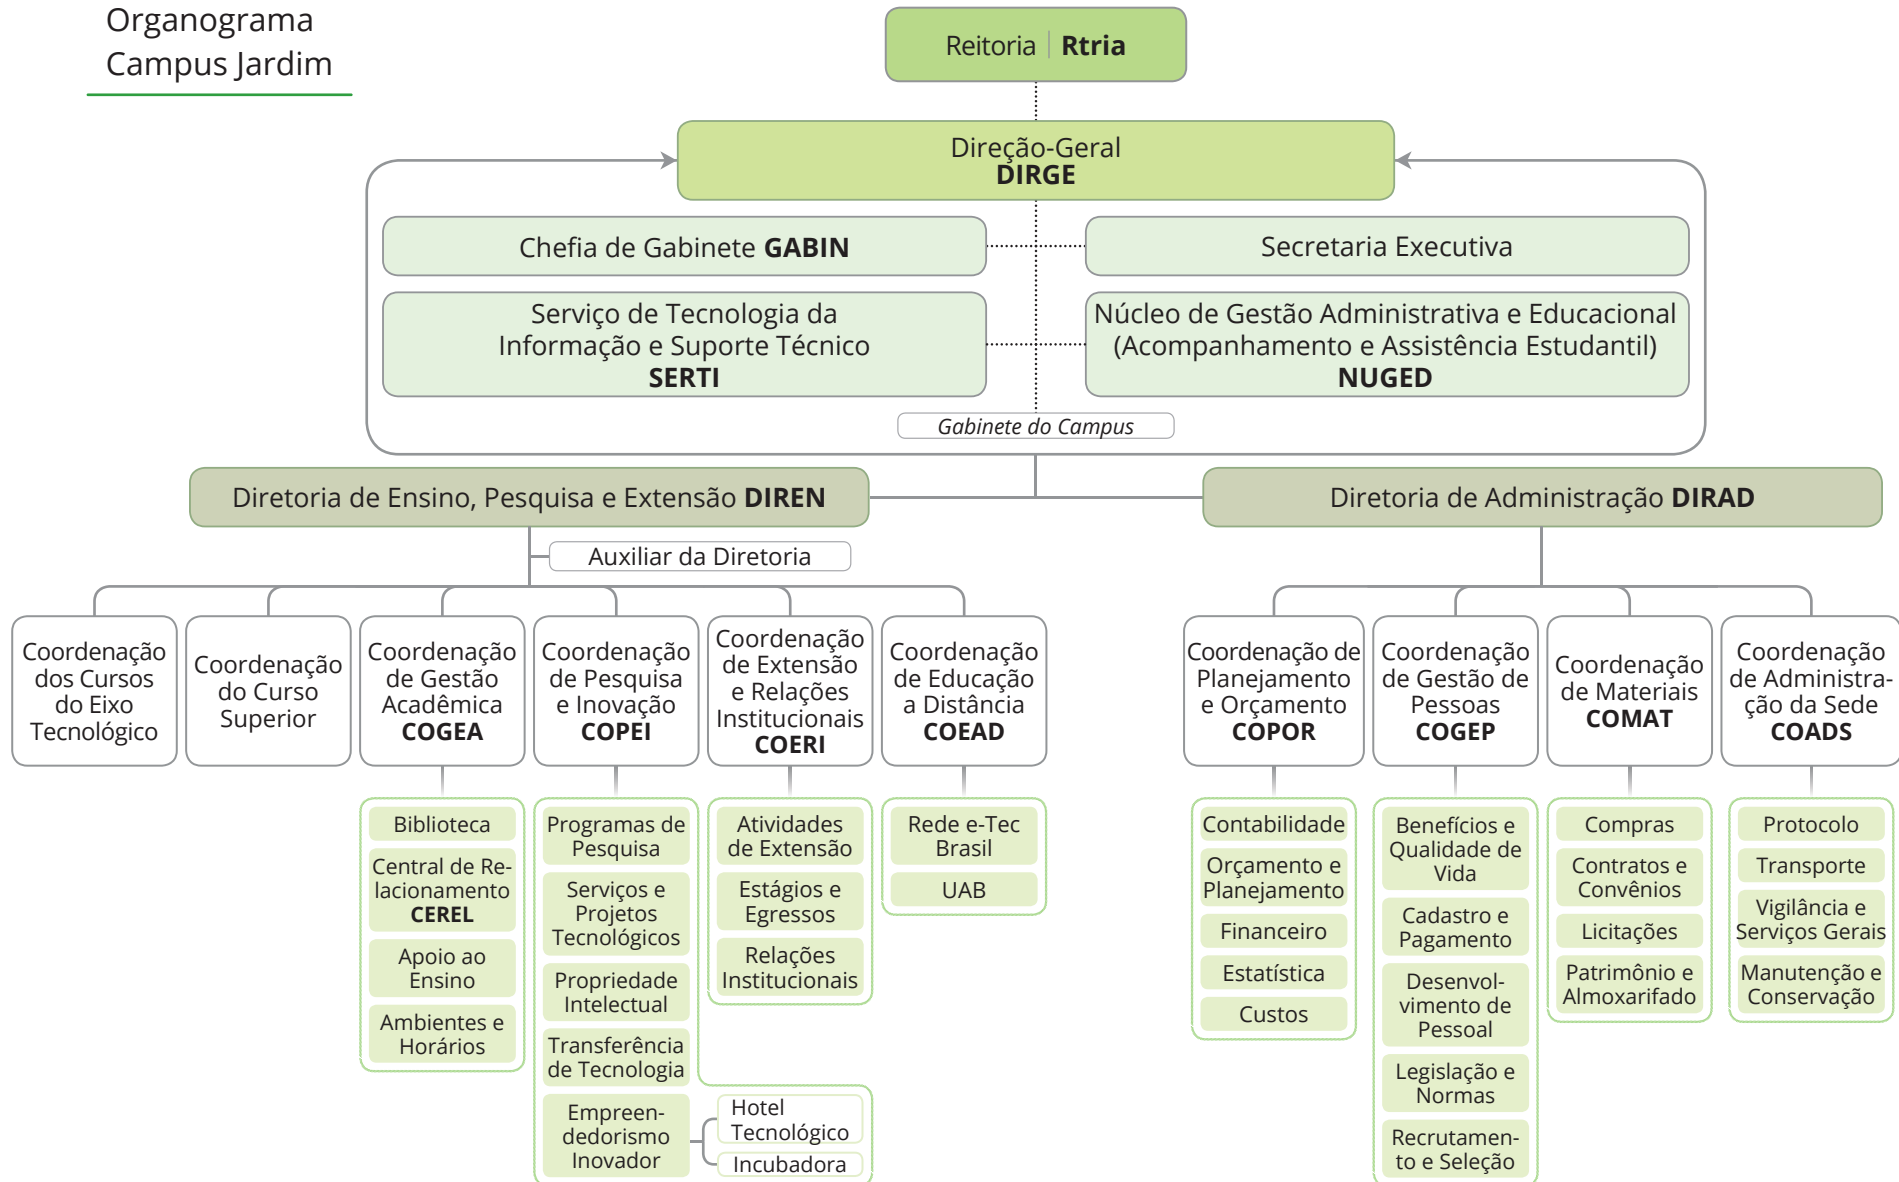 Organograma
Campus Jardim
Reitoria | Rtria
Direção-Geral
DIRGE
Chefia de Gabinete GABIN
Secretaria Executiva
Serviço de Tecnologia da
Informação e Suporte Técnico
SERTI
Núcleo de Gestão Administrativa e Educacional
(Acompanhamento e Assistência Estudantil)
NUGED
Gabinete do Campus
Diretoria de Ensino, Pesquisa e Extensão DIREN
Diretoria de Administração DIRAD
Auxiliar da Diretoria
Coordenação
dos Cursos
do Eixo
Tecnológico
Coordenação
do Curso
Superior
Coordenação
de Gestão
Acadêmica
COGEA
Coordenação
de Pesquisa
e Inovação
COPEI
Coordenação
de Extensão
e Relações
Institucionais
COERI
Coordenação
de Educação
a Distância
COEAD
Coordenação de
Planejamento
e Orçamento
COPOR
Coordenação
de Gestão de
Pessoas
COGEP
Coordenação
de Materiais
COMAT
Coordenação
de Administra-
ção da Sede
COADS
Biblioteca
Central de Re-
lacionamento
CEREL
Apoio ao
Ensino
Ambientes e
Horários
Programas de
Pesquisa
Serviços e
Projetos
Tecnológicos
Propriedade
Intelectual
Transferência
de Tecnologia
Empreen-
dedorismo
Inovador
Hotel
Tecnológico
Incubadora
Atividades
de Extensão
Estágios e
Egressos
Relações
Institucionais
Rede e-Tec
Brasil
UAB
Contabilidade
Orçamento e
Planejamento
Financeiro
Estatística
Custos
Benefícios e
Qualidade de
Vida
Cadastro e
Pagamento
Desenvol-
vimento de
Pessoal
Legislação e
Normas
Recrutamen-
to e Seleção
Compras
Contratos e
Convênios
Licitações
Patrimônio e
Almoxarifado
Protocolo
Transporte
Vigilância e
Serviços Gerais
Manutenção e
Conservação